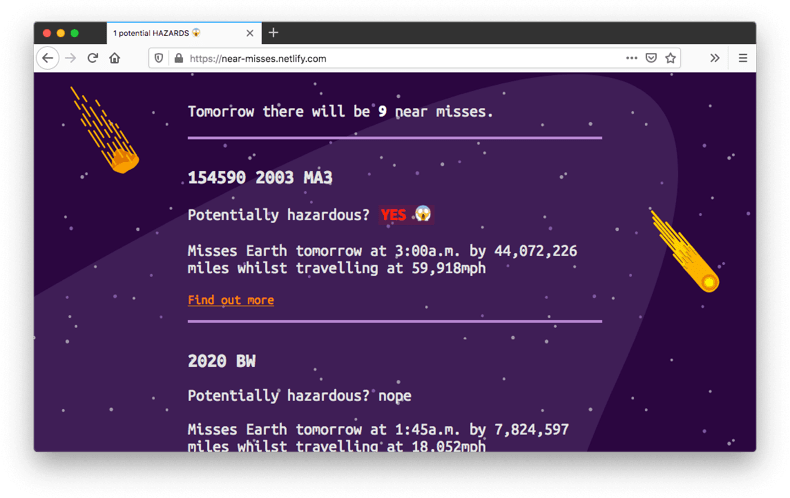 1 potential HAZARDS 😱
https://near-misses.netlify.com
Tomorrow there will be 9 near misses.
154590 2003 MA3
Potentially hazardous? YES 😱
Misses Earth tomorrow at 3:00a.m. by 44,072,226
miles whilst travelling at 59,918mph
Find out more
2020 BW
Potentially hazardous? nope
Misses Earth tomorrow at 1:45a.m. by 7,824,597
miles whilst travelling at 18,052mph